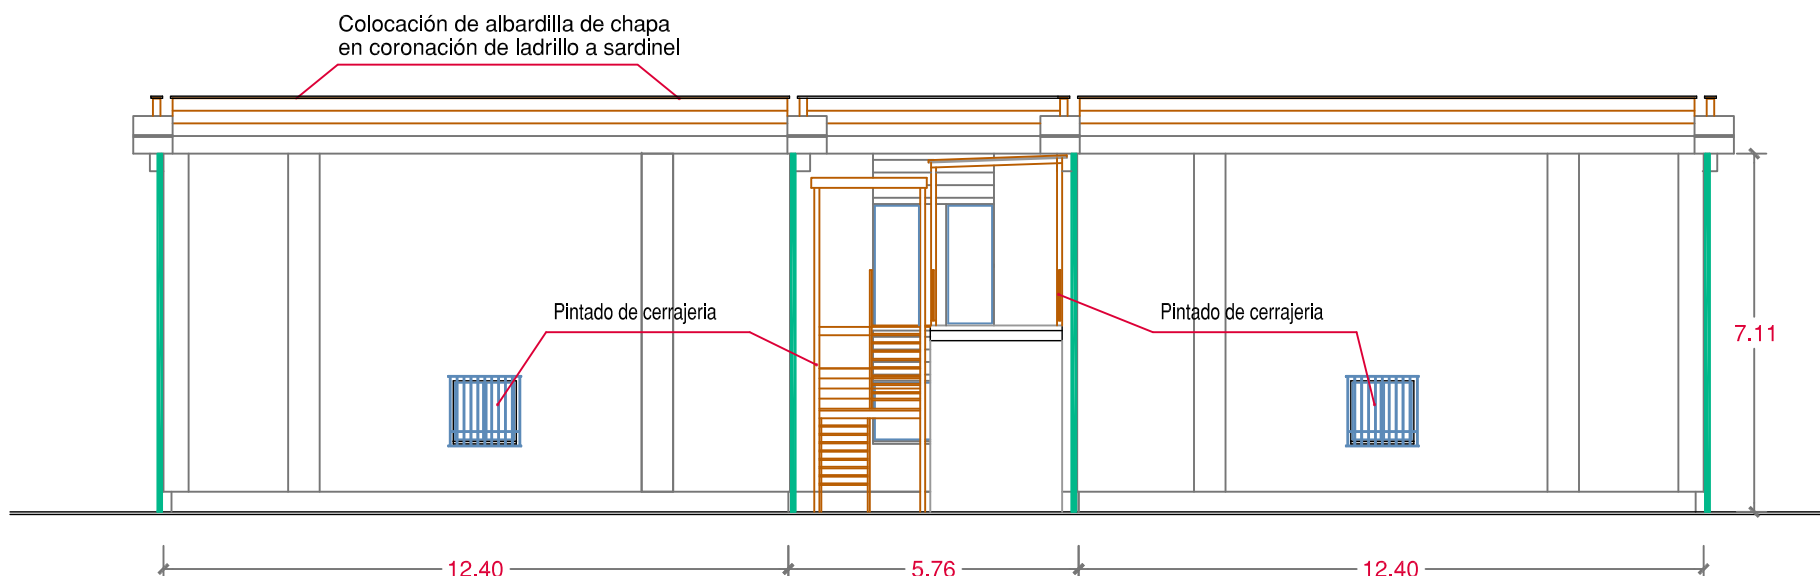 Colocación de albardilla de chapa
en coronación de ladrillo a sardinel
Pintado de cerrajeria
Pintado de cerrajeria
7.11
12.40
5.76
12.40